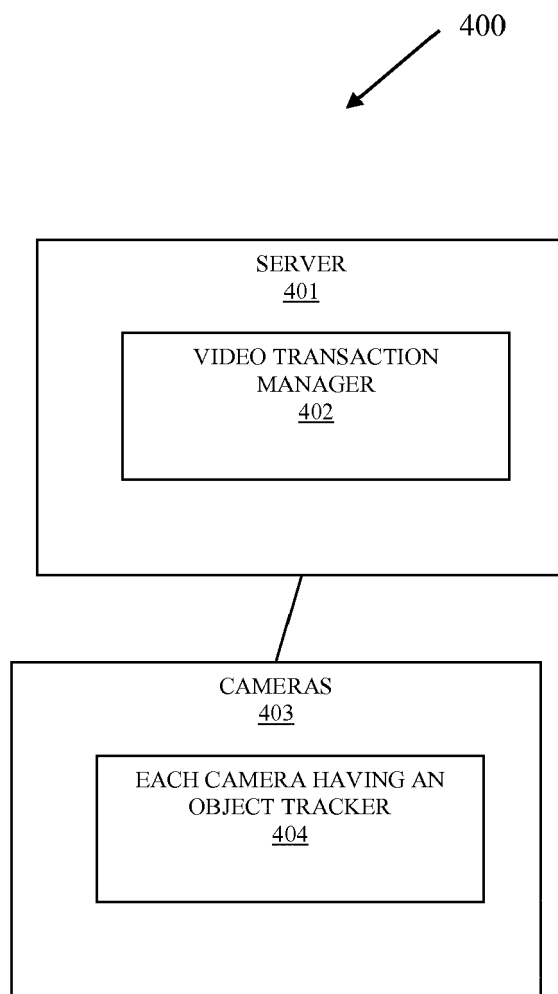 400
SERVER
401
VIDEO TRANSACTION
MANAGER
402
CAMERAS
403
EACH CAMERA HAVING AN
OBJECT TRACKER
404